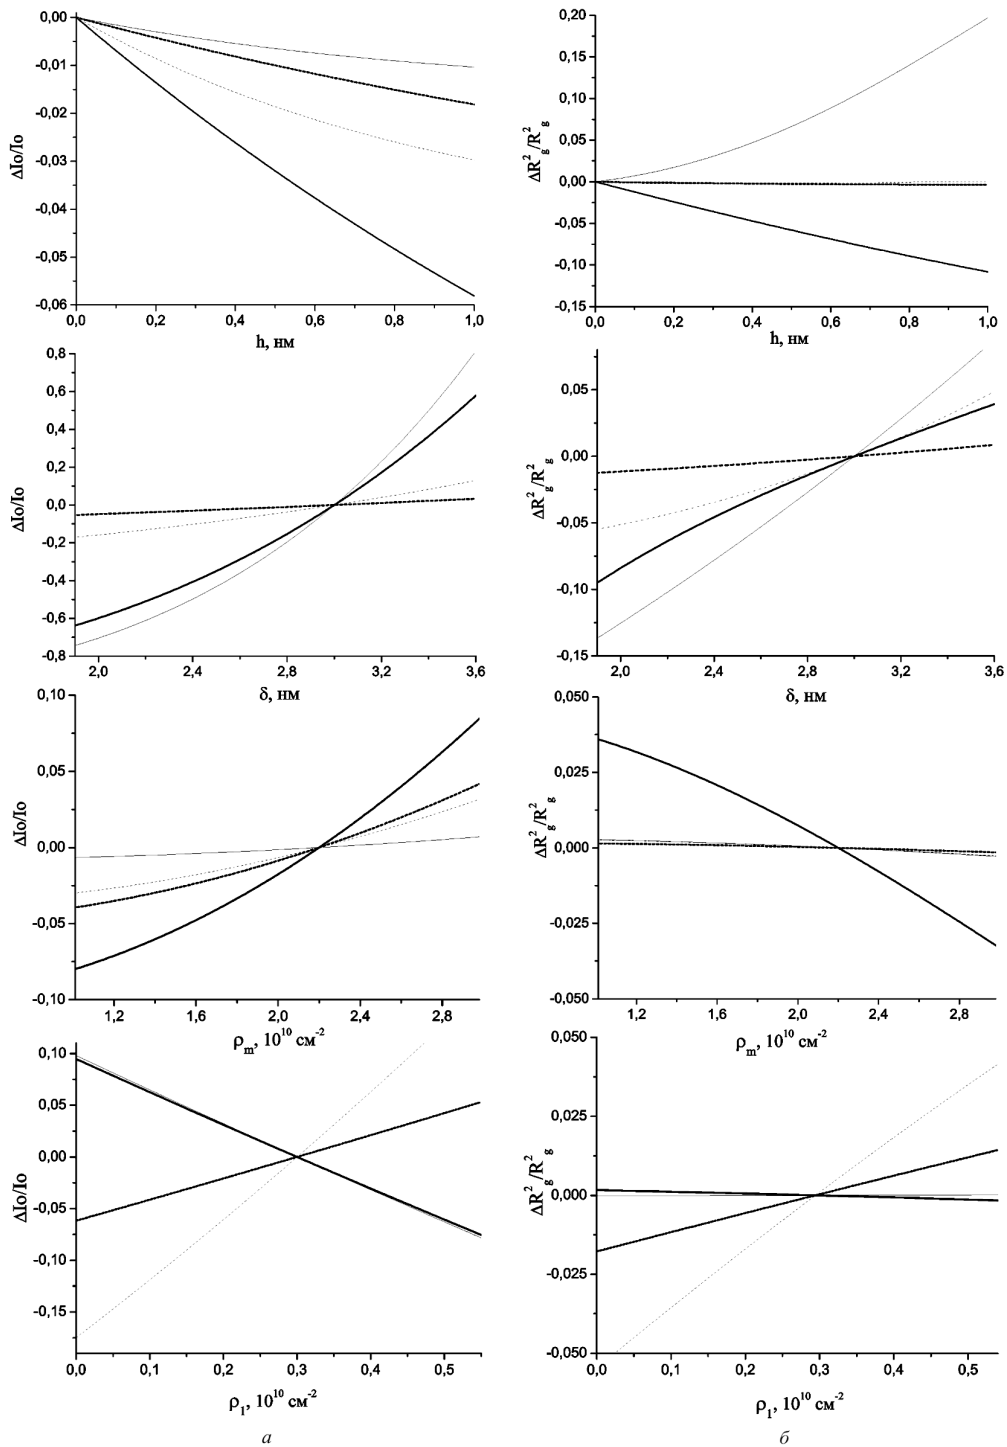 0,00
-0,01
-0,02
-0,03
-0,04
-0,05
-0,06
ΔIo/Io
0,0 0,2 0,4 0,6 0,8 1,0
h, нм
0,20
0,15
0,10
0,05
0,00
-0,05
-0,10
-0,15
ΔR²g/R²g
0,0 0,2 0,4 0,6 0,8 1,0
h, нм
0,8
0,6
0,4
0,2
0,0
-0,2
-0,4
-0,6
-0,8
ΔIo/Io
2,0 2,4 2,8 3,2 3,6
δ, нм
0,05
0,00
-0,05
-0,10
-0,15
ΔR²g/R²g
2,0 2,4 2,8 3,2 3,6
δ, нм
0,10
0,05
0,00
-0,05
-0,10
ΔIo/Io
1,2 1,6 2,0 2,4 2,8
ρm, 10¹⁰ см⁻²
0,050
0,025
0,000
-0,025
-0,050
ΔR²g/R²g
1,2 1,6 2,0 2,4 2,8
ρm, 10¹⁰ см⁻²
0,10
0,05
0,00
-0,05
-0,10
-0,15
ΔIo/Io
0,0 0,1 0,2 0,3 0,4 0,5
ρ1, 10¹⁰ см⁻²
а
0,050
0,025
0,000
-0,025
-0,050
ΔR²g/R²g
0,0 0,1 0,2 0,3 0,4 0,5
ρ1, 10¹⁰ см⁻²
б